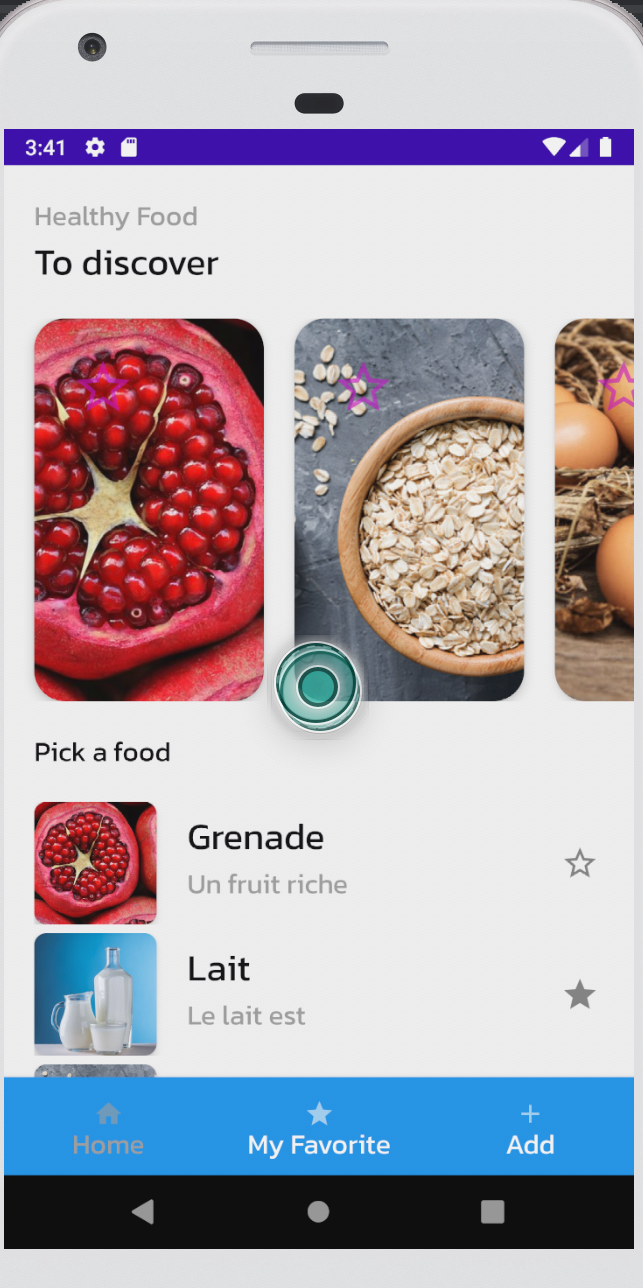 3:41
Healthy Food
To discover
Pick a food
Grenade
Un fruit riche
Lait
Le lait est
Home
My Favorite
Add